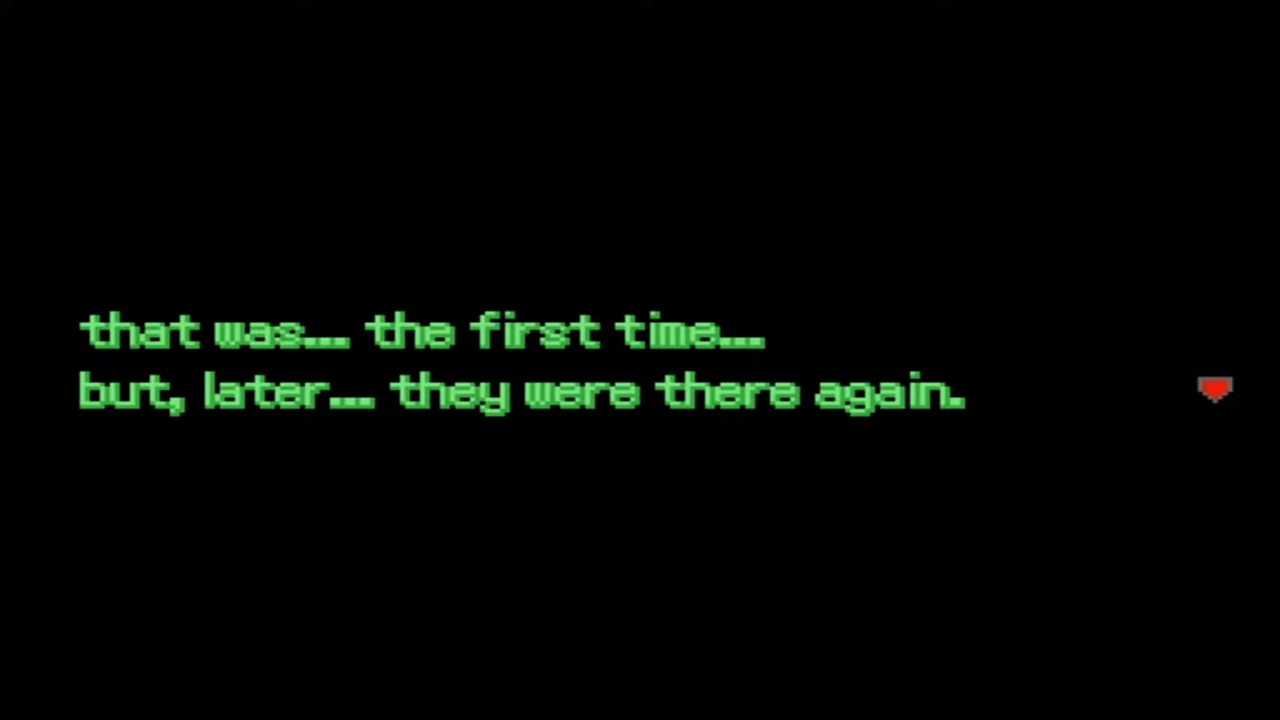 that was... the first time...
but, later... they were there again.